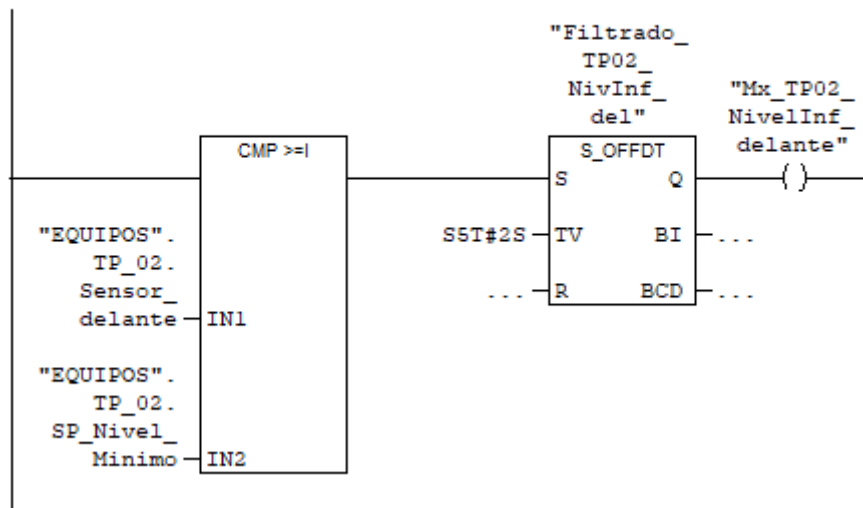 "Filtrado_
TP02_
NivInf_
del"
"Mx_TP02_
NivelInf_
delante"
CMP >=I
S_OFFDT
S
Q
( )
"EQUIPOS".
TP_02.
Sensor_
delante
IN1
S5T#2S
TV
BI
...
...
R
BCD
...
"EQUIPOS".
TP_02.
SP_Nivel_
Minimo
IN2